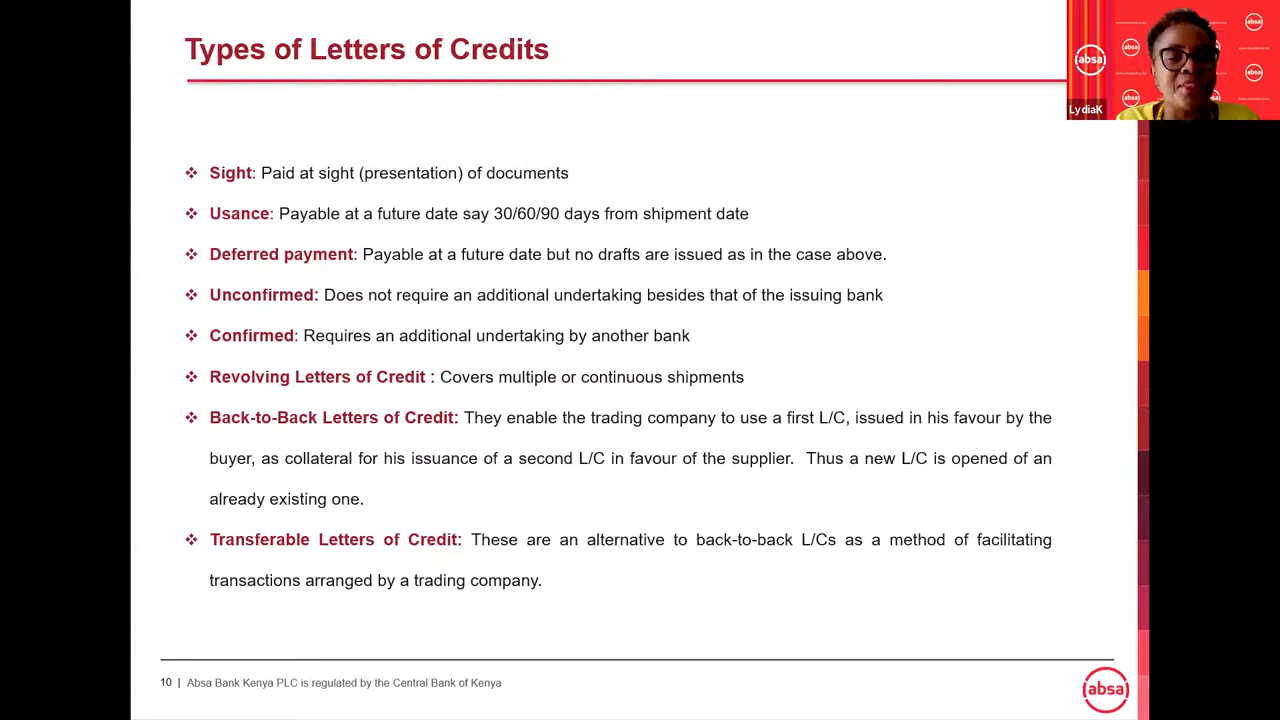 Types of Letters of Credits
absa
absa
absa
absa
absa
LydiaK
❖ Sight: Paid at sight (presentation) of documents
❖ Usance: Payable at a future date say 30/60/90 days from shipment date
❖ Deferred payment: Payable at a future date but no drafts are issued as in the case above.
❖ Unconfirmed: Does not require an additional undertaking besides that of the issuing bank
❖ Confirmed: Requires an additional undertaking by another bank
❖ Revolving Letters of Credit : Covers multiple or continuous shipments
❖ Back-to-Back Letters of Credit: They enable the trading company to use a first L/C, issued in his favour by the
buyer, as collateral for his issuance of a second L/C in favour of the supplier. Thus a new L/C is opened of an
already existing one.
❖ Transferable Letters of Credit: These are an alternative to back-to-back L/Cs as a method of facilitating
transactions arranged by a trading company.
10 | Absa Bank Kenya PLC is regulated by the Central Bank of Kenya
absa